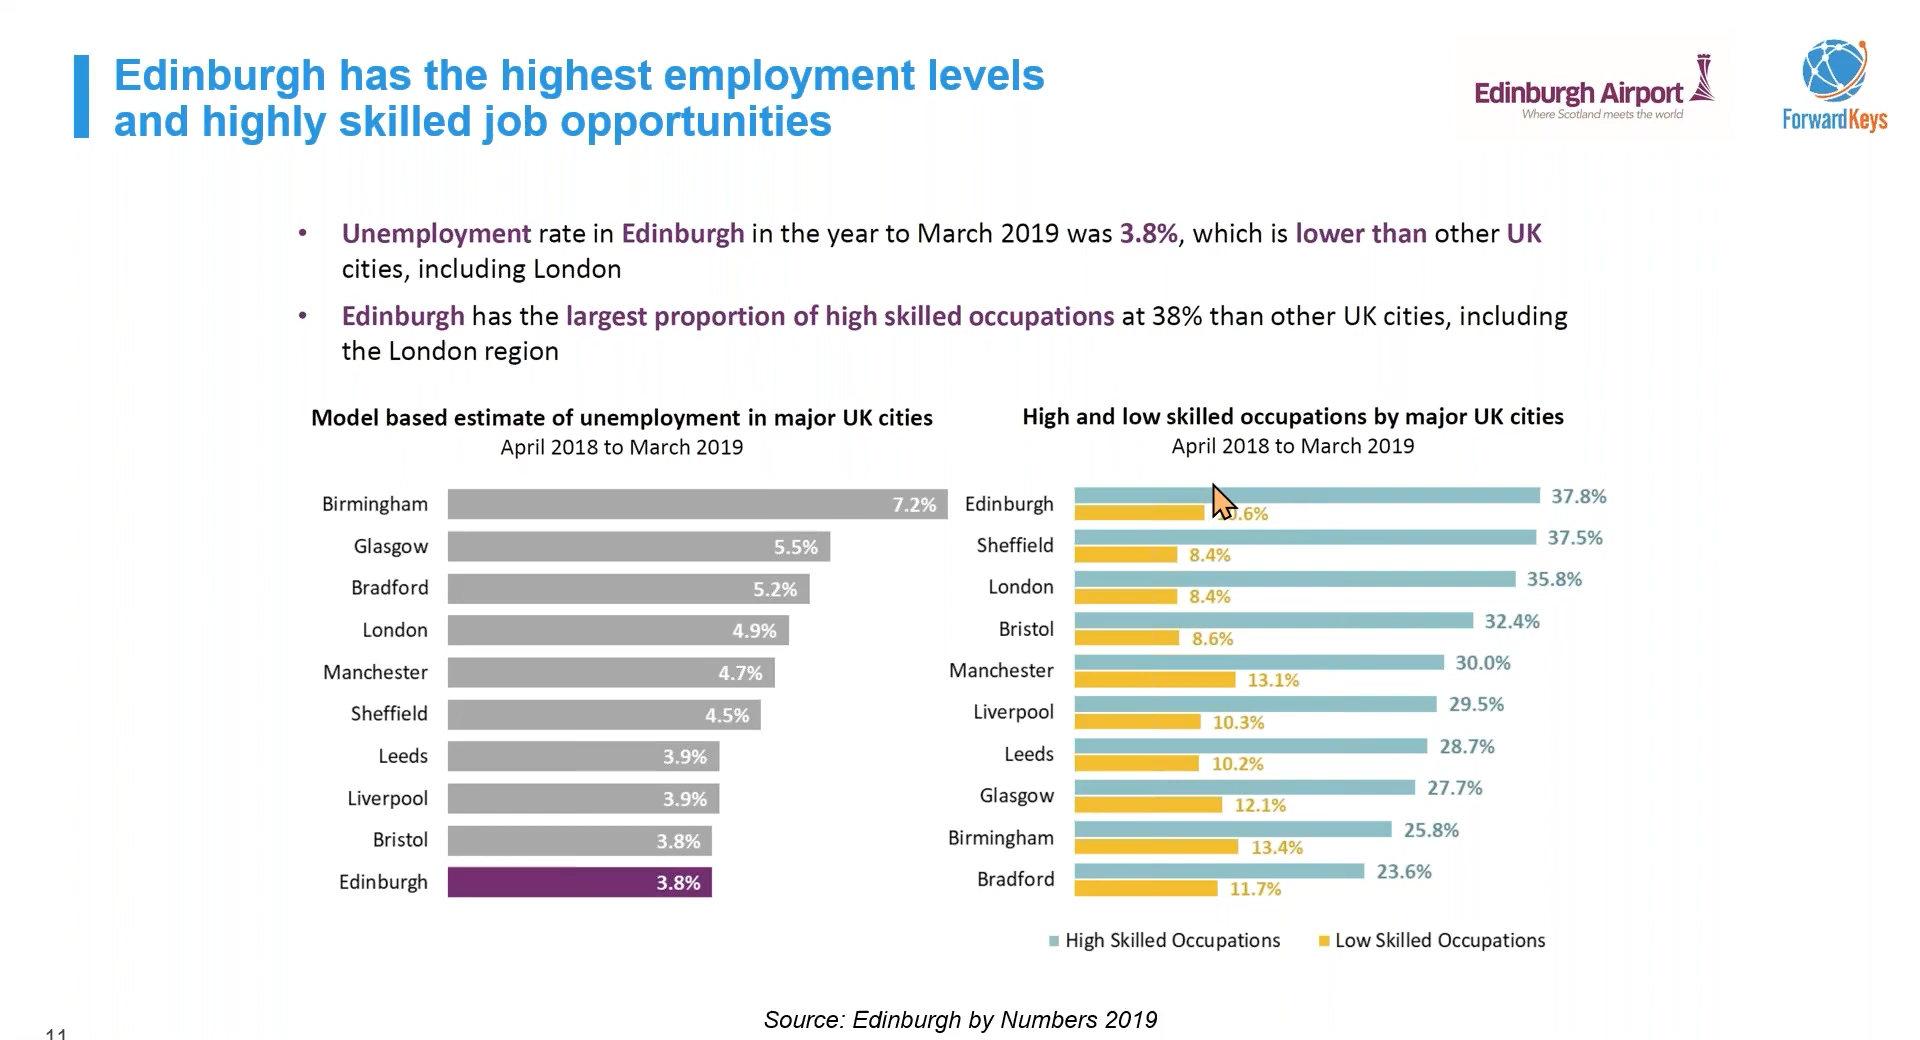 Edinburgh has the highest employment levels
and highly skilled job opportunities
Edinburgh Airport
Where Scotland meets the world
ForwardKeys
• Unemployment rate in Edinburgh in the year to March 2019 was 3.8%, which is lower than other UK
cities, including London
• Edinburgh has the largest proportion of high skilled occupations at 38% than other UK cities, including
the London region
Model based estimate of unemployment in major UK cities
April 2018 to March 2019
Birmingham 7.2%
Glasgow 5.5%
Bradford 5.2%
London 4.9%
Manchester 4.7%
Sheffield 4.5%
Leeds 3.9%
Liverpool 3.9%
Bristol 3.8%
Edinburgh 3.8%
High and low skilled occupations by major UK cities
April 2018 to March 2019
Edinburgh 37.8%
Sheffield 37.5%
8.4%
London 35.8%
8.4%
Bristol 32.4%
8.6%
Manchester 30.0%
13.1%
Liverpool 29.5%
10.3%
Leeds 28.7%
10.2%
Glasgow 27.7%
12.1%
Birmingham 25.8%
13.4%
Bradford 23.6%
11.7%
High Skilled Occupations Low Skilled Occupations
Source: Edinburgh by Numbers 2019
11